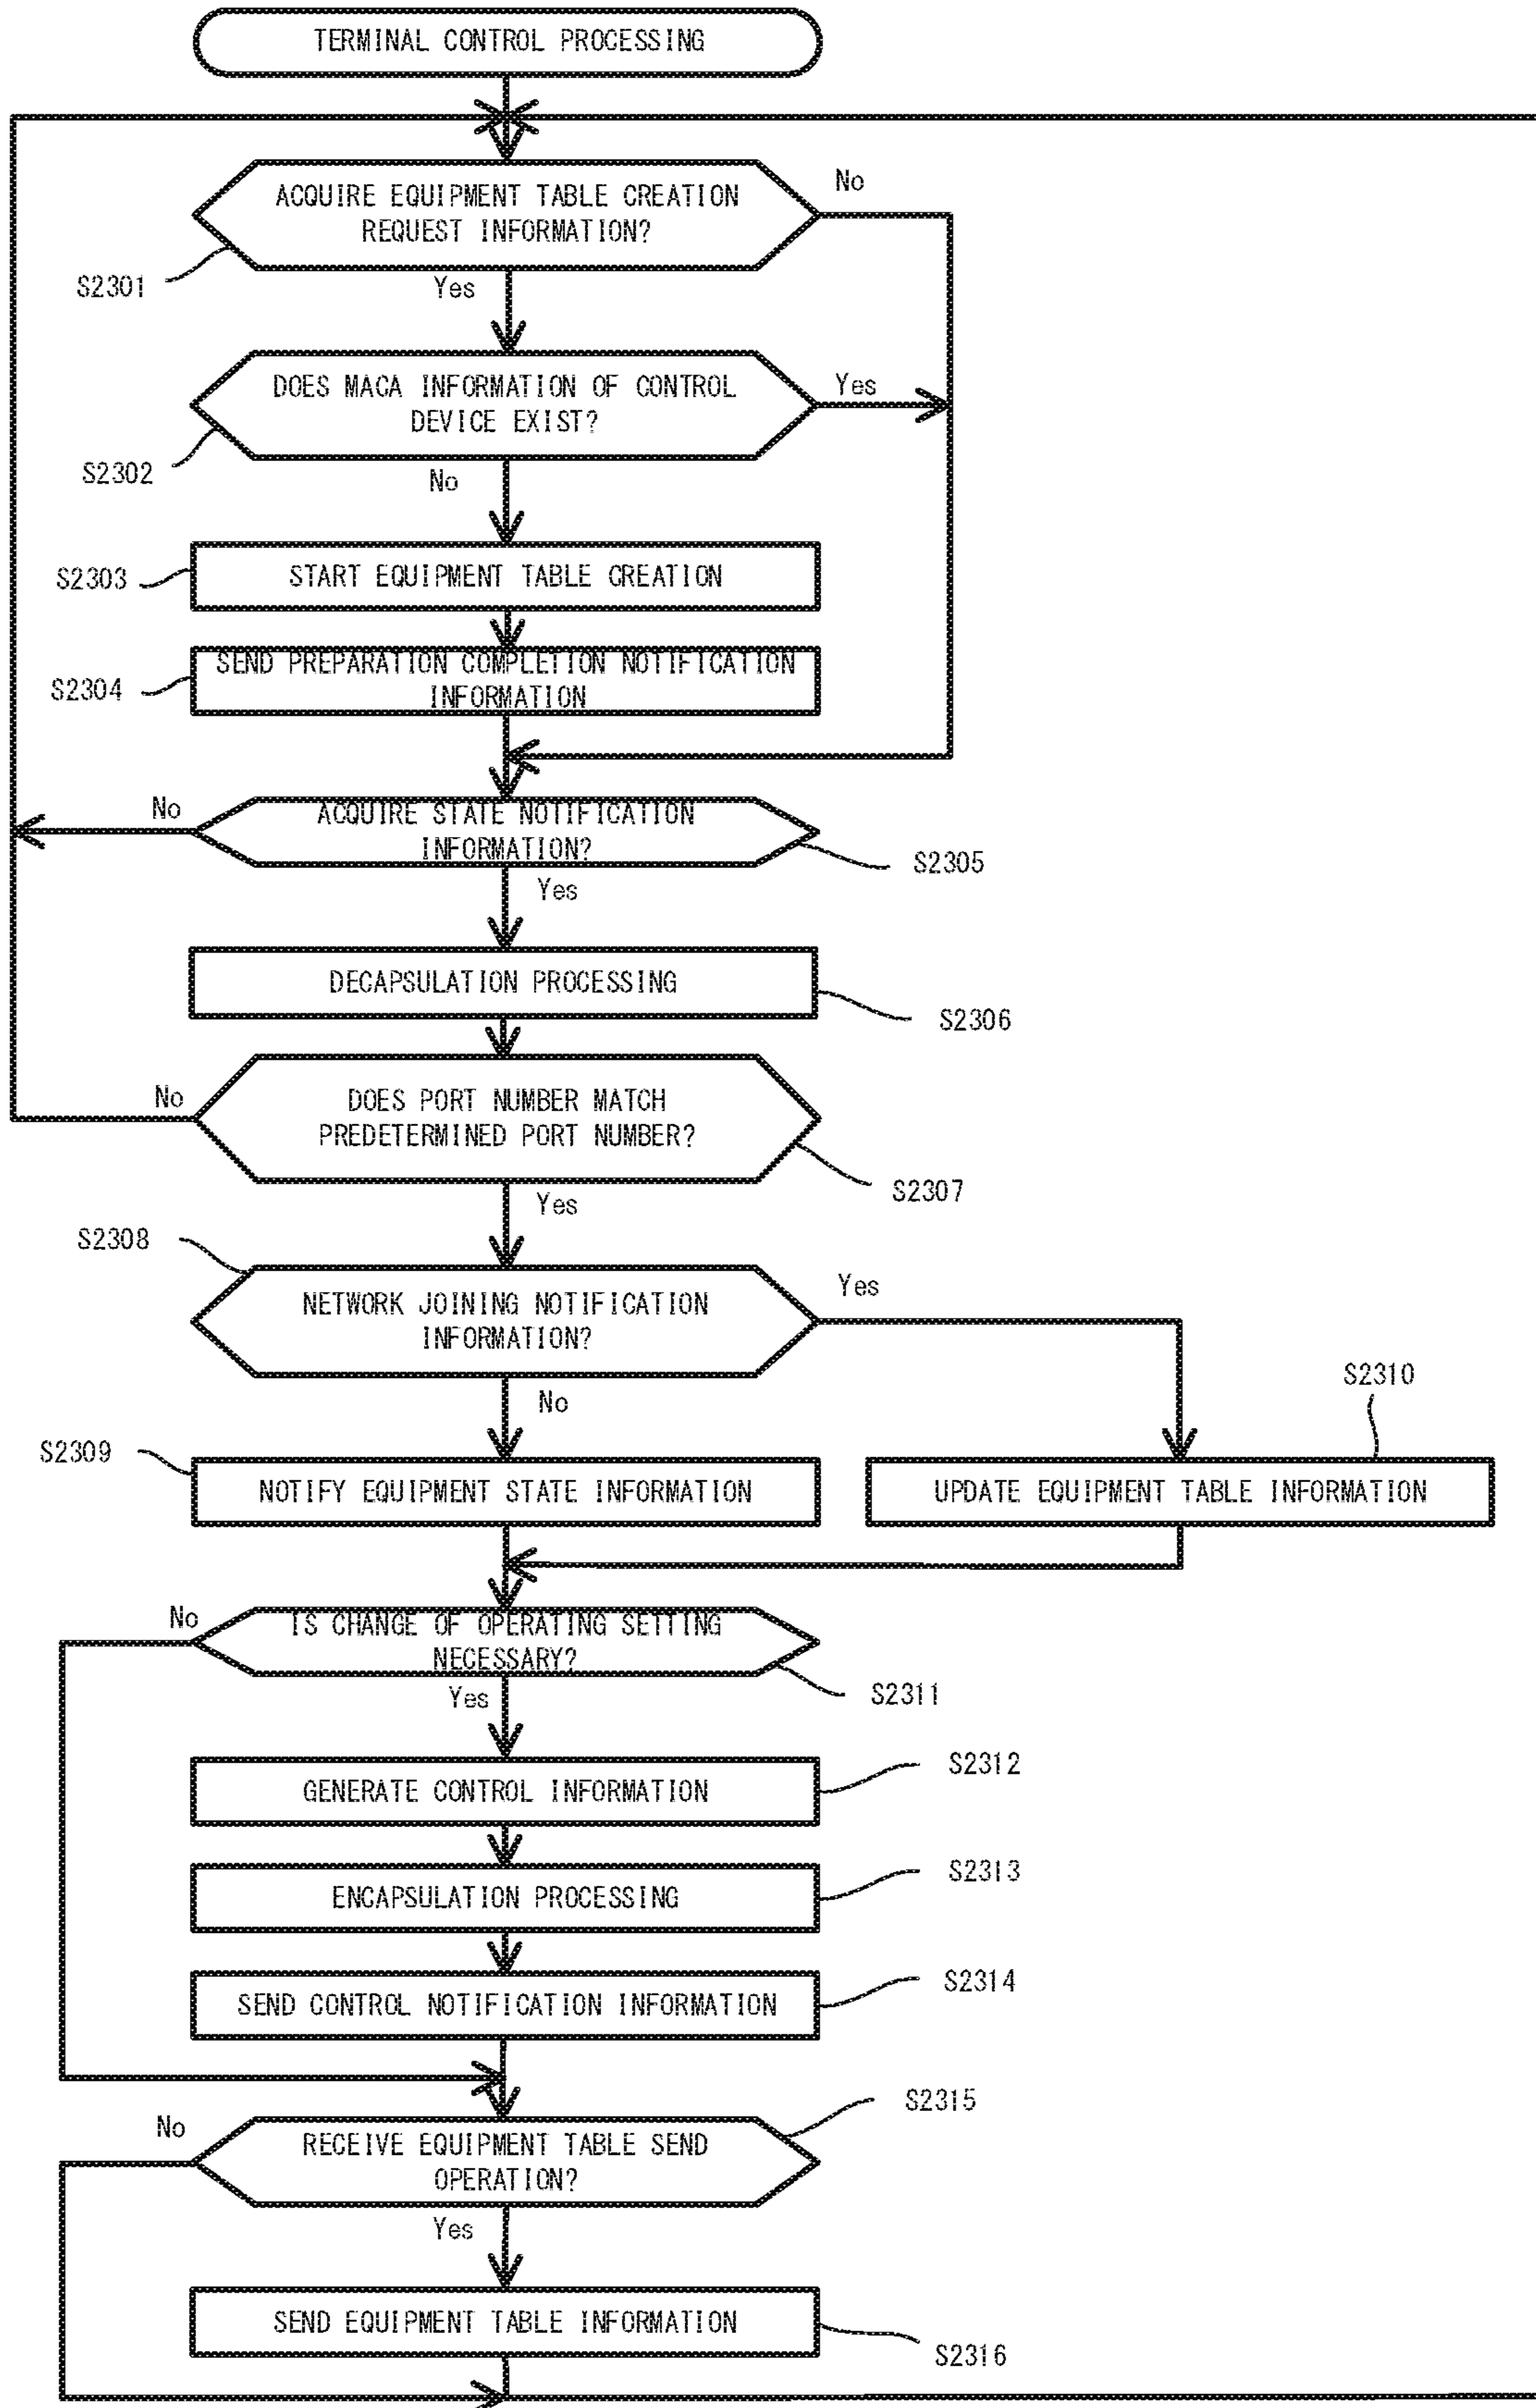 TERMINAL CONTROL PROCESSING
ACQUIRE EQUIPMENT TABLE CREATION
REQUEST INFORMATION?
No
S2301
Yes
DOES MACA INFORMATION OF CONTROL
DEVICE EXIST?
Yes
S2302
No
S2303
START EQUIPMENT TABLE CREATION
S2304
SEND PREPARATION COMPLETION NOTIFICATION
INFORMATION
No
ACQUIRE STATE NOTIFICATION
INFORMATION?
S2305
Yes
DECAPSULATION PROCESSING
S2306
No
DOES PORT NUMBER MATCH
PREDETERMINED PORT NUMBER?
S2307
Yes
S2308
NETWORK JOINING NOTIFICATION
INFORMATION?
Yes
No
S2310
S2309
NOTIFY EQUIPMENT STATE INFORMATION
UPDATE EQUIPMENT TABLE INFORMATION
No
IS CHANGE OF OPERATING SETTING
NECESSARY?
S2311
Yes
S2312
GENERATE CONTROL INFORMATION
S2313
ENCAPSULATION PROCESSING
S2314
SEND CONTROL NOTIFICATION INFORMATION
S2315
No
RECEIVE EQUIPMENT TABLE SEND
OPERATION?
Yes
SEND EQUIPMENT TABLE INFORMATION
S2316